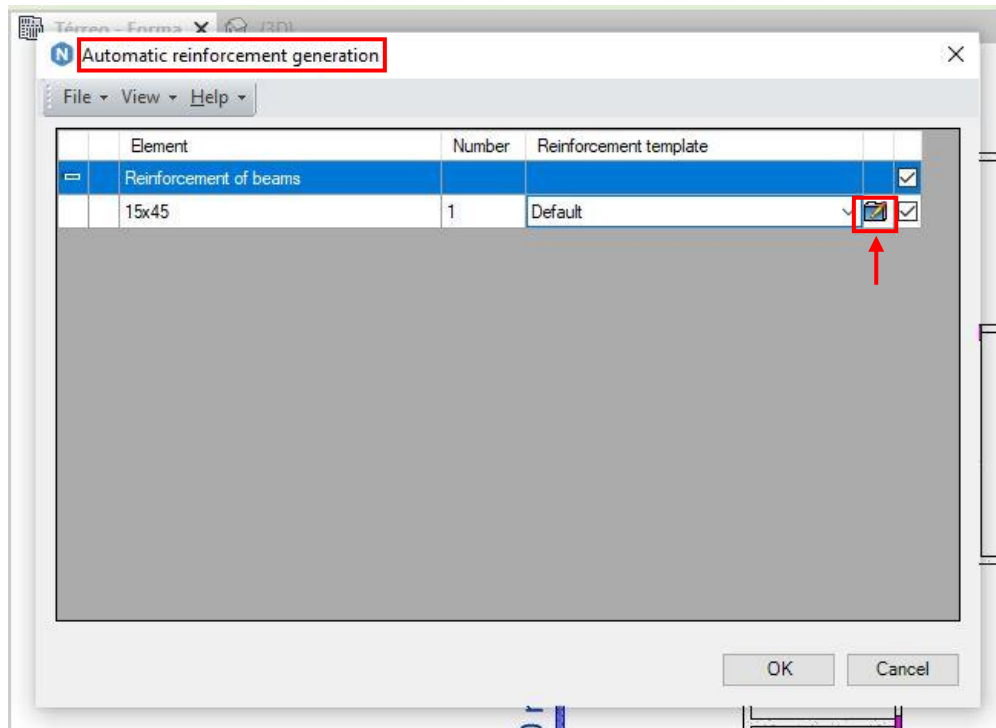 Térreo - Forma (3D)
Automatic reinforcement generation
File View Help
Element Number Reinforcement template
Reinforcement of beams
15x45 1 Default
OK Cancel